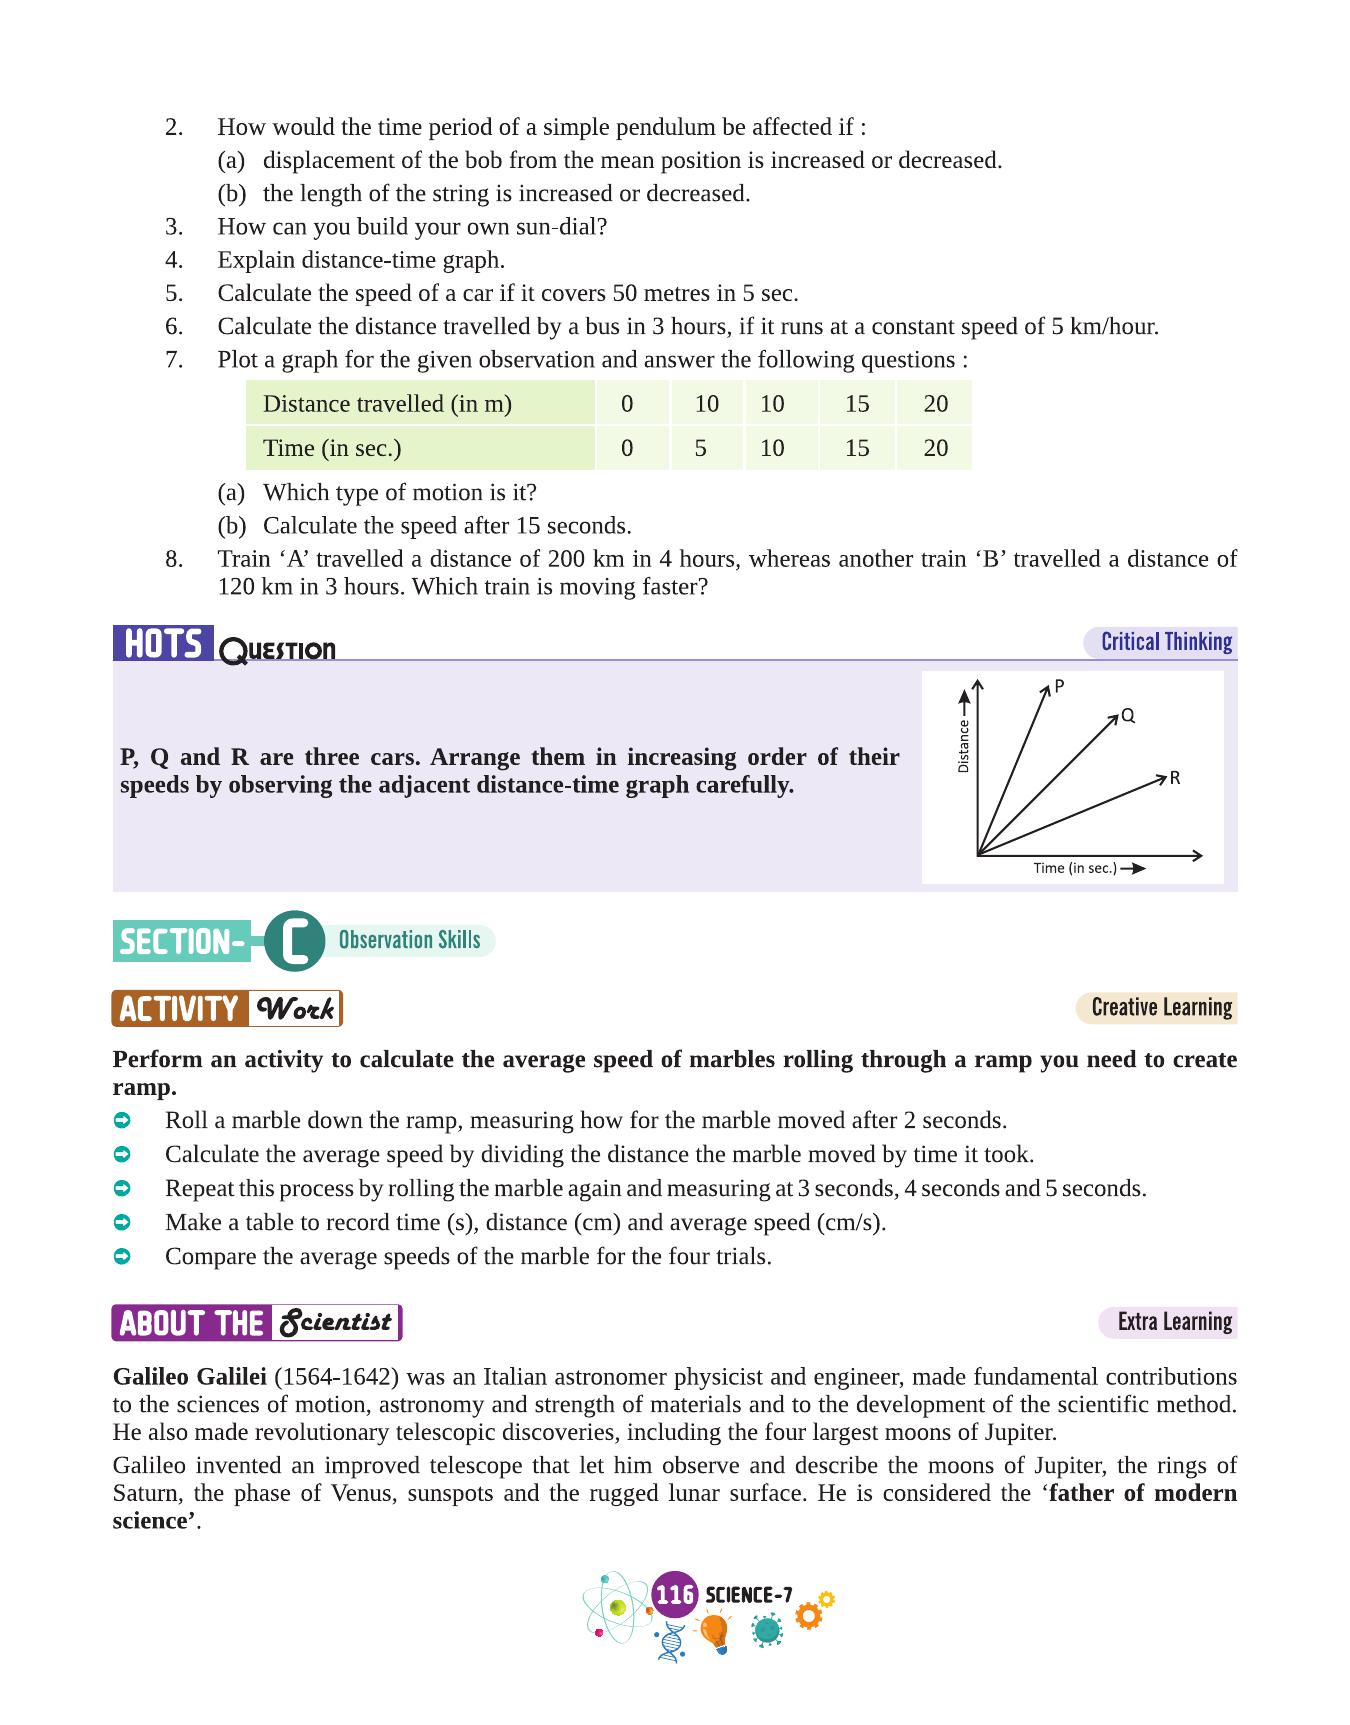 2. How would the time period of a simple pendulum be affected if :
(a) displacement of the bob from the mean position is increased or decreased.
(b) the length of the string is increased or decreased.
3. How can you build your own sun-dial?
4. Explain distance-time graph.
5. Calculate the speed of a car if it covers 50 metres in 5 sec.
6. Calculate the distance travelled by a bus in 3 hours, if it runs at a constant speed of 5 km/hour.
7. Plot a graph for the given observation and answer the following questions :
Distance travelled (in m) 0 10 10 15 20
Time (in sec.) 0 5 10 15 20
(a) Which type of motion is it?
(b) Calculate the speed after 15 seconds.
8. Train ‘A’ travelled a distance of 200 km in 4 hours, whereas another train ‘B’ travelled a distance of
120 km in 3 hours. Which train is moving faster?
HOTS QUESTION Critical Thinking
P, Q and R are three cars. Arrange them in increasing order of their
speeds by observing the adjacent distance-time graph carefully.
P
Q
R
Distance
Time (in sec.)
SECTION- C Observation Skills
ACTIVITY Work Creative Learning
Perform an activity to calculate the average speed of marbles rolling through a ramp you need to create
ramp.
Roll a marble down the ramp, measuring how for the marble moved after 2 seconds.
Calculate the average speed by dividing the distance the marble moved by time it took.
Repeat this process by rolling the marble again and measuring at 3 seconds, 4 seconds and 5 seconds.
Make a table to record time (s), distance (cm) and average speed (cm/s).
Compare the average speeds of the marble for the four trials.
ABOUT THE Scientist Extra Learning
Galileo Galilei (1564-1642) was an Italian astronomer physicist and engineer, made fundamental contributions
to the sciences of motion, astronomy and strength of materials and to the development of the scientific method.
He also made revolutionary telescopic discoveries, including the four largest moons of Jupiter.
Galileo invented an improved telescope that let him observe and describe the moons of Jupiter, the rings of
Saturn, the phase of Venus, sunspots and the rugged lunar surface. He is considered the ‘father of modern
science’.
116 SCIENCE-7